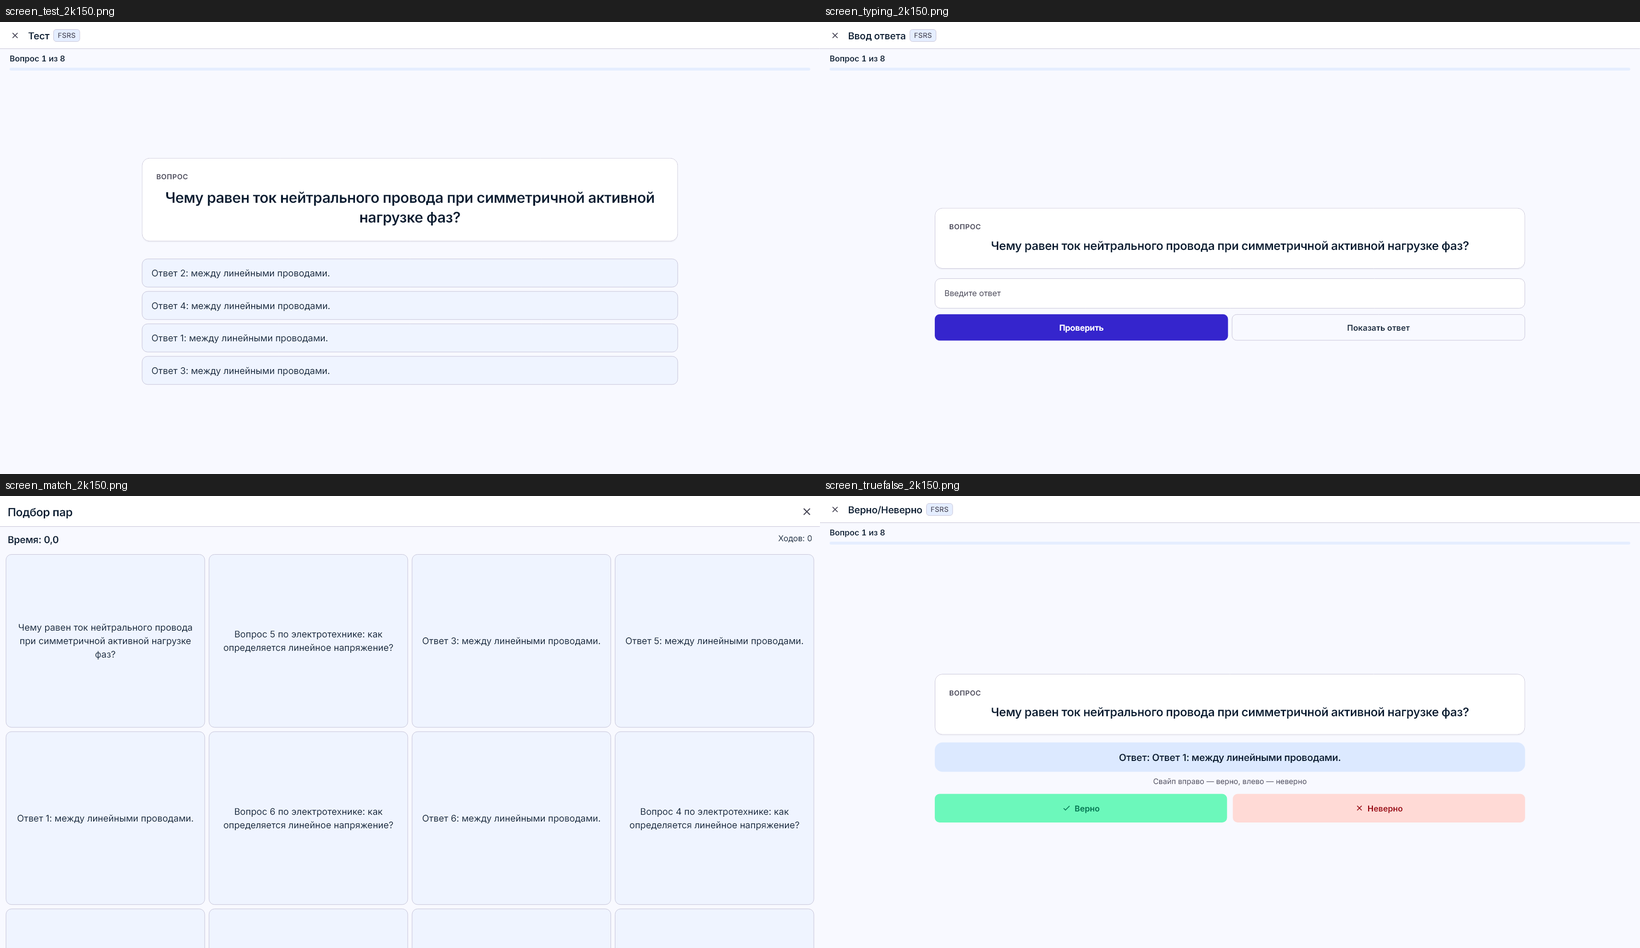 screen_test_2k150.png
× Тест FSRS
Вопрос 1 из 8
ВОПРОС
Чему равен ток нейтрального провода при симметричной активной
нагрузке фаз?
Ответ 2: между линейными проводами.
Ответ 4: между линейными проводами.
Ответ 1: между линейными проводами.
Ответ 3: между линейными проводами.
screen_typing_2k150.png
× Ввод ответа FSRS
Вопрос 1 из 8
ВОПРОС
Чему равен ток нейтрального провода при симметричной активной нагрузке фаз?
Введите ответ
Проверить
Показать ответ
screen_match_2k150.png
Подбор пар ×
Время: 0,0
Ходов: 0
Чему равен ток нейтрального провода
при симметричной активной нагрузке
фаз?
Вопрос 5 по электротехнике: как
определяется линейное напряжение?
Ответ 3: между линейными проводами.
Ответ 5: между линейными проводами.
Ответ 1: между линейными проводами.
Вопрос 6 по электротехнике: как
определяется линейное напряжение?
Ответ 6: между линейными проводами.
Вопрос 4 по электротехнике: как
определяется линейное напряжение?
screen_truefalse_2k150.png
× Верно/Неверно FSRS
Вопрос 1 из 8
ВОПРОС
Чему равен ток нейтрального провода при симметричной активной нагрузке фаз?
Ответ: Ответ 1: между линейными проводами.
Свайп вправо — верно, влево — неверно
✓ Верно
× Неверно